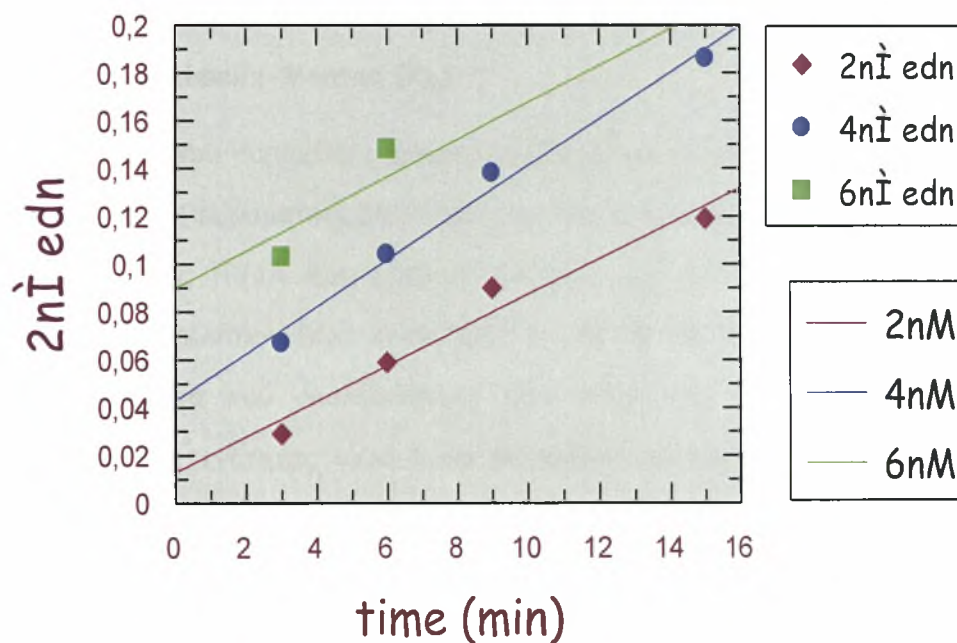 0,2
0,18
0,16
0,14
0,12
0,1
0,08
0,06
0,04
0,02
0
2nÌ edn
0 2 4 6 8 10 12 14 16
time (min)
2nÌ edn
4nÌ edn
6nÌ edn
2nM
4nM
6nM